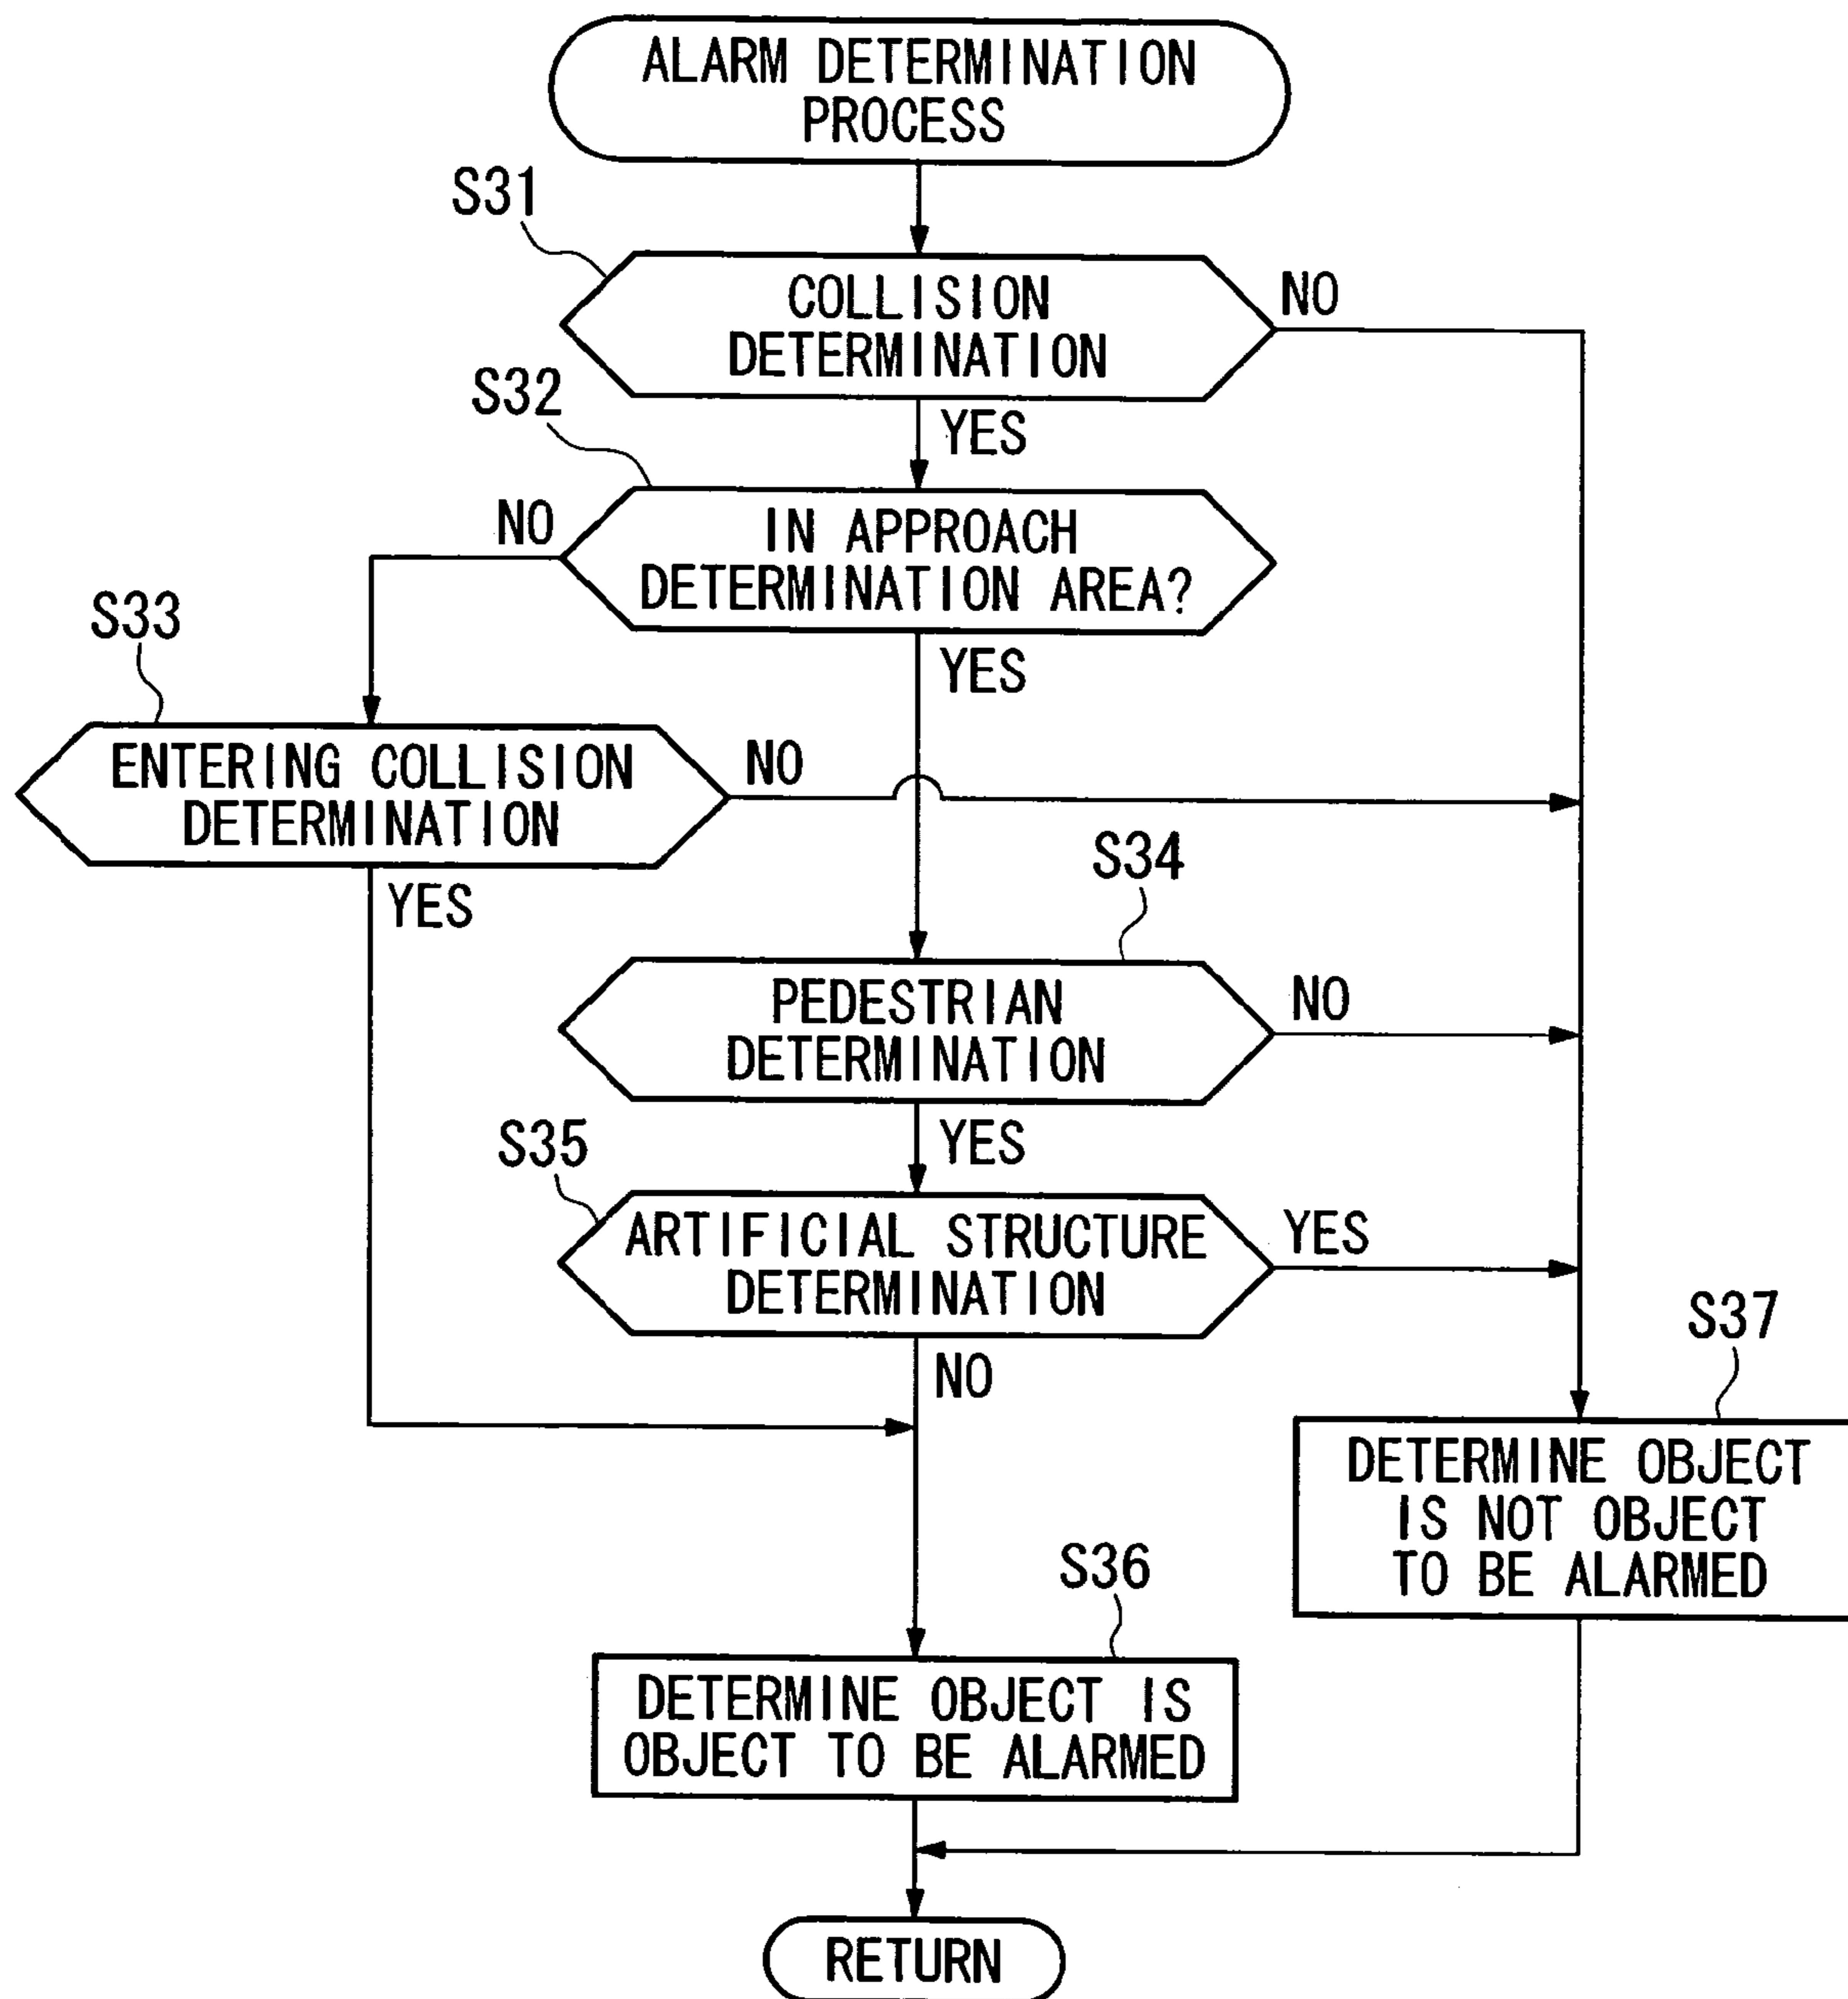 ALARM DETERMINATION
PROCESS
S31
COLLISION
DETERMINATION
NO
YES
S32
IN APPROACH
DETERMINATION AREA?
NO
YES
S33
ENTERING COLLISION
DETERMINATION
NO
YES
S34
PEDESTRIAN
DETERMINATION
NO
YES
S35
ARTIFICIAL STRUCTURE
DETERMINATION
YES
NO
S37
DETERMINE OBJECT
IS NOT OBJECT
TO BE ALARMED
S36
DETERMINE OBJECT IS
OBJECT TO BE ALARMED
RETURN